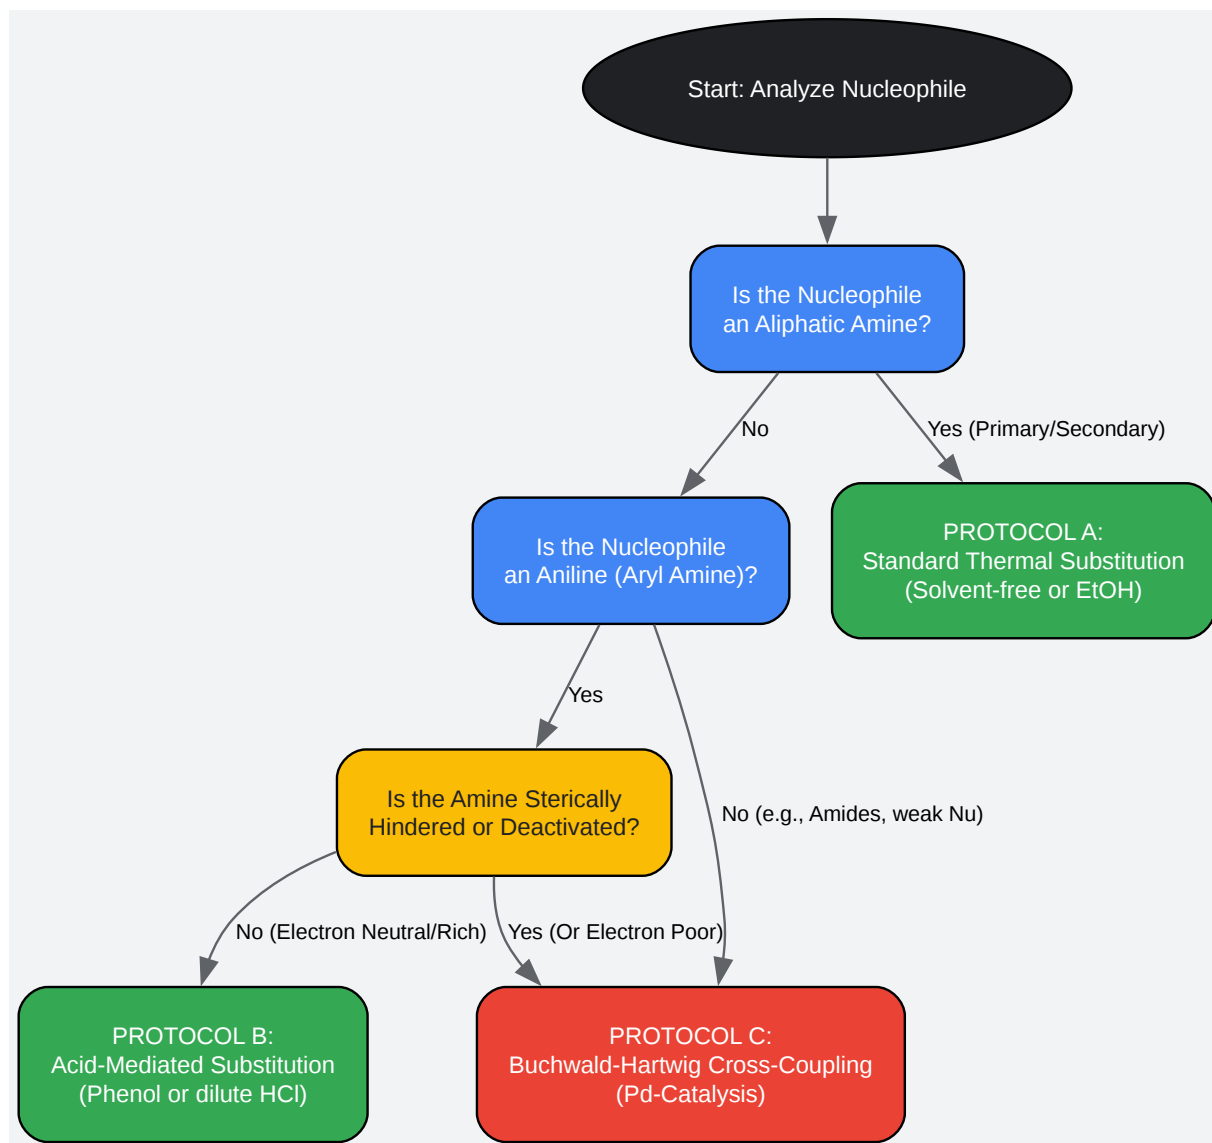 Start: Analyze Nucleophile
Is the Nucleophile
an Aliphatic Amine?
No
Yes (Primary/Secondary)
Is the Nucleophile
an Aniline (Aryl Amine)?
PROTOCOL A:
Standard Thermal Substitution
(Solvent-free or EtOH)
Yes
Is the Amine Sterically
Hindered or Deactivated?
No (e.g., Amides, weak Nu)
No (Electron Neutral/Rich)
Yes (Or Electron Poor)
PROTOCOL B:
Acid-Mediated Substitution
(Phenol or dilute HCl)
PROTOCOL C:
Buchwald-Hartwig Cross-Coupling
(Pd-Catalysis)